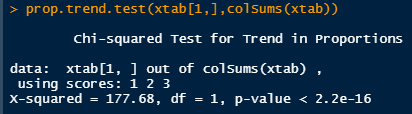 > prop.trend.test(xtab[1,],colSums(xtab))
Chi-squared Test for Trend in Proportions
data:  xtab[1, ] out of colSums(xtab) ,
 using scores: 1 2 3
X-squared = 177.68, df = 1, p-value < 2.2e-16